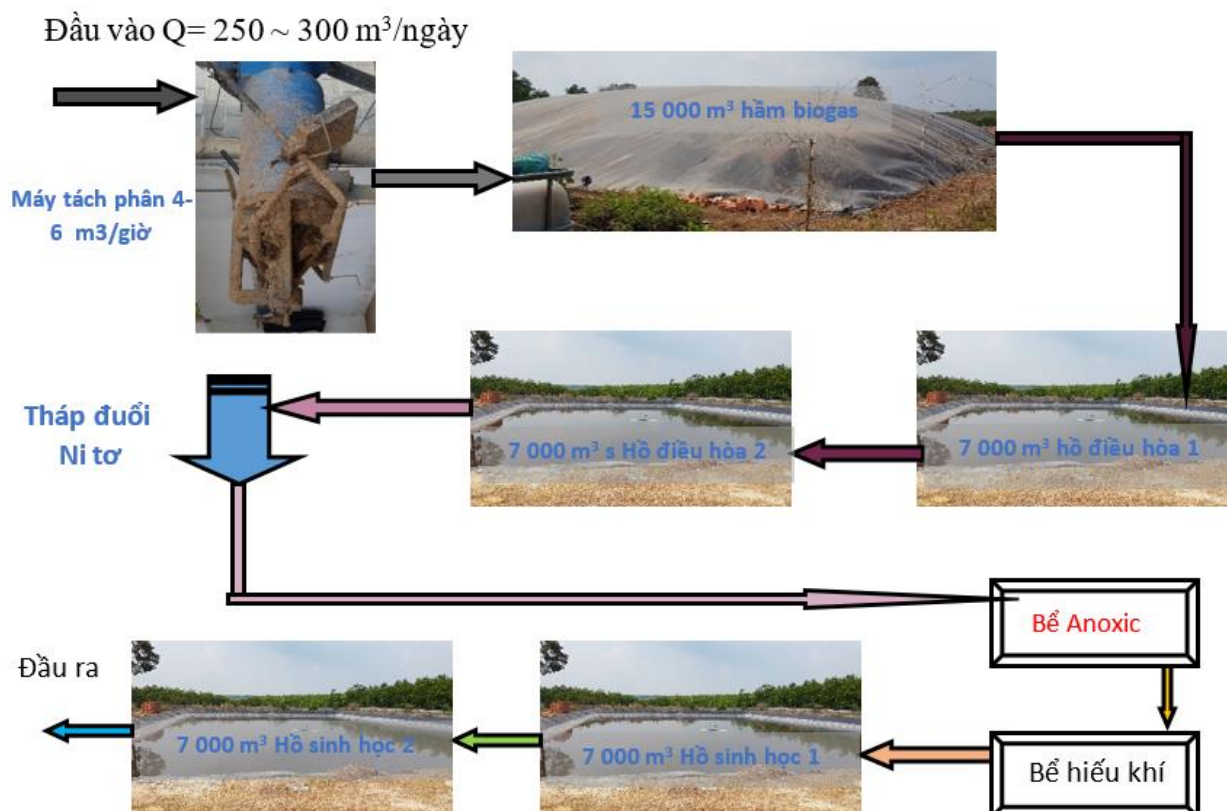 Đầu vào Q= 250 ~ 300 m³/ngày
15 000 m³ hầm biogas
Máy tách phân 4-
6 m3/giờ
Tháp đuổi
Ni tơ
7 000 m³ s Hồ điều hòa 2
7 000 m³ hồ điều hòa 1
Bể Anoxic
Đầu ra
7 000 m³ Hồ sinh học 2
7 000 m³ Hồ sinh học 1
Bể hiếu khí